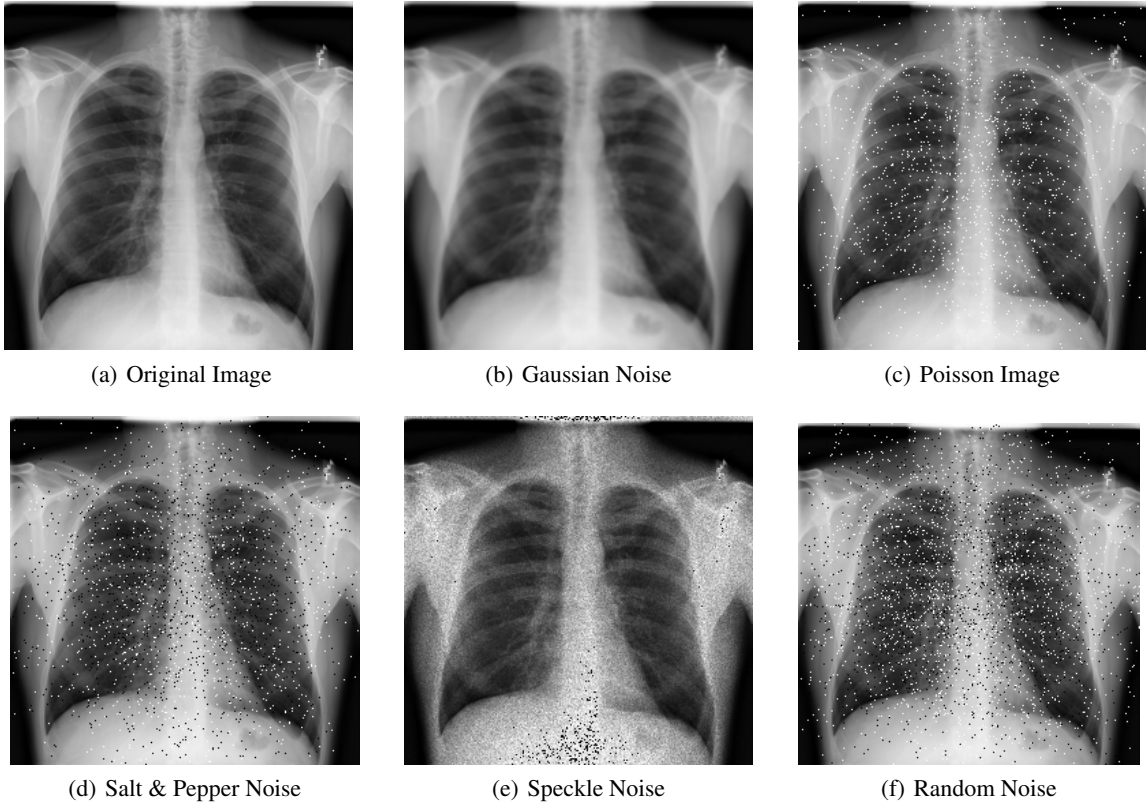 (a) Original Image
(b) Gaussian Noise
(c) Poisson Image
(d) Salt & Pepper Noise
(e) Speckle Noise
(f) Random Noise